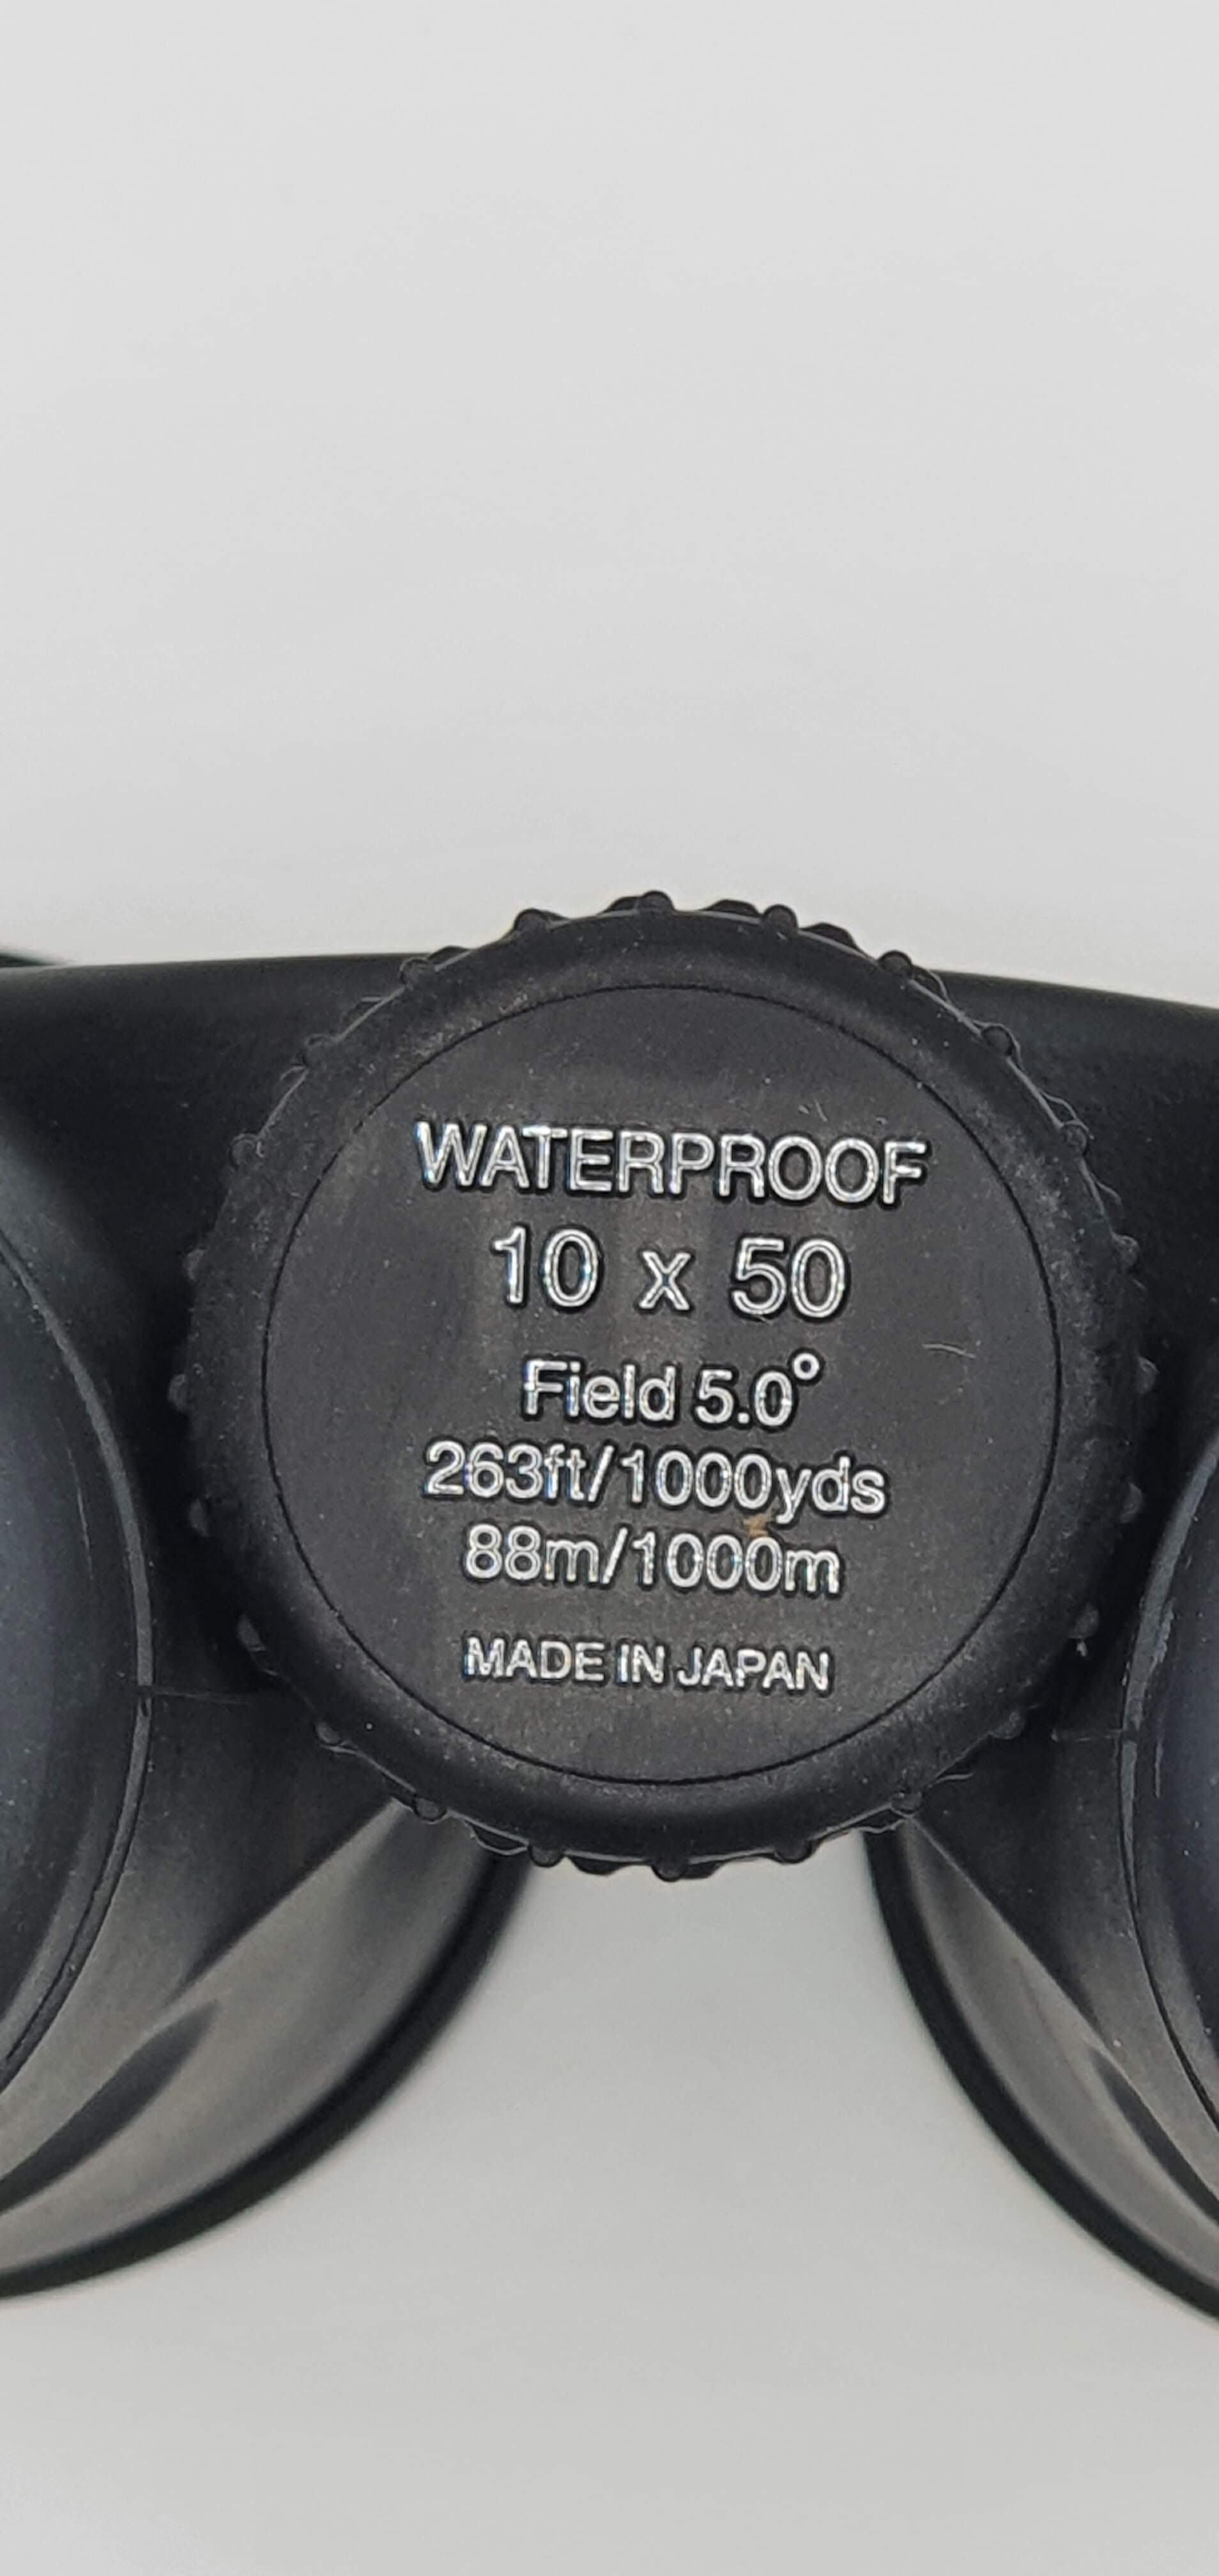 WATERPROOF
10 x 50
Field 5.0°
263ft/1000yds
88m/1000m
MADE IN JAPAN